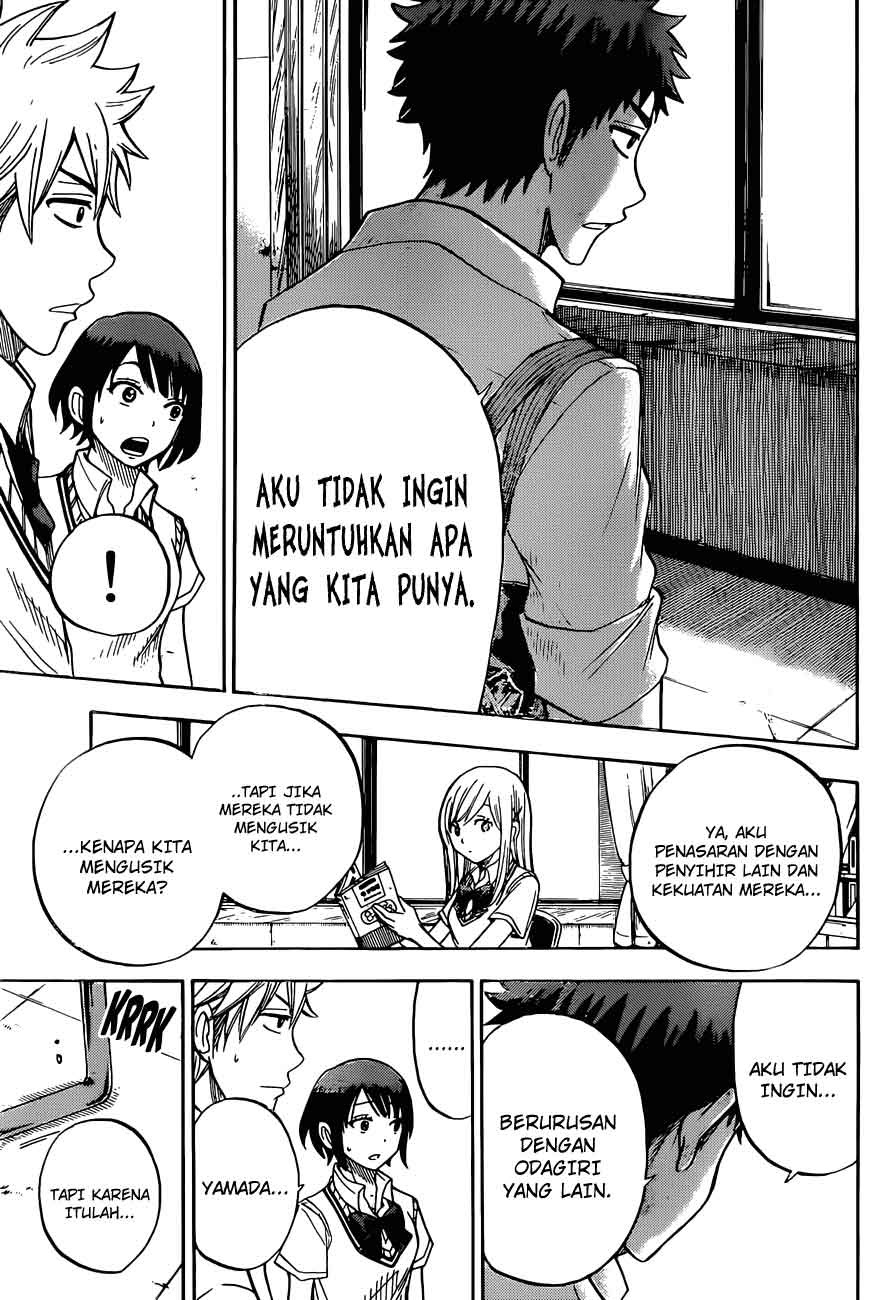 AKU TIDAK INGIN
MERUNTUHKAN APA
YANG KITA PUNYA.
!
YA, AKU
PENASARAN DENGAN
PENYIHIR LAIN DAN
KEKUATAN MEREKA...
..TAPI JIKA
MEREKA TIDAK
MENGUSIK
KITA...
...KENAPA KITA
MENGUSIK
MEREKA?
AKU TIDAK
INGIN...
BERURUSAN
DENGAN
ODAGIRI
YANG LAIN.
......
YAMADA...
KRRK
TAPI KARENA
ITULAH...